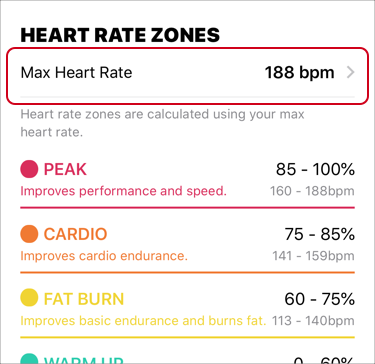 HEART RATE ZONES
Max Heart Rate 188 bpm
Heart rate zones are calculated using your max
heart rate.
PEAK 85 - 100%
Improves performance and speed. 160 - 188bpm
CARDIO 75 - 85%
Improves cardio endurance. 141 - 159bpm
FAT BURN 60 - 75%
Improves basic endurance and burns fat. 113 - 140bpm
WARM UP 0 - 60%